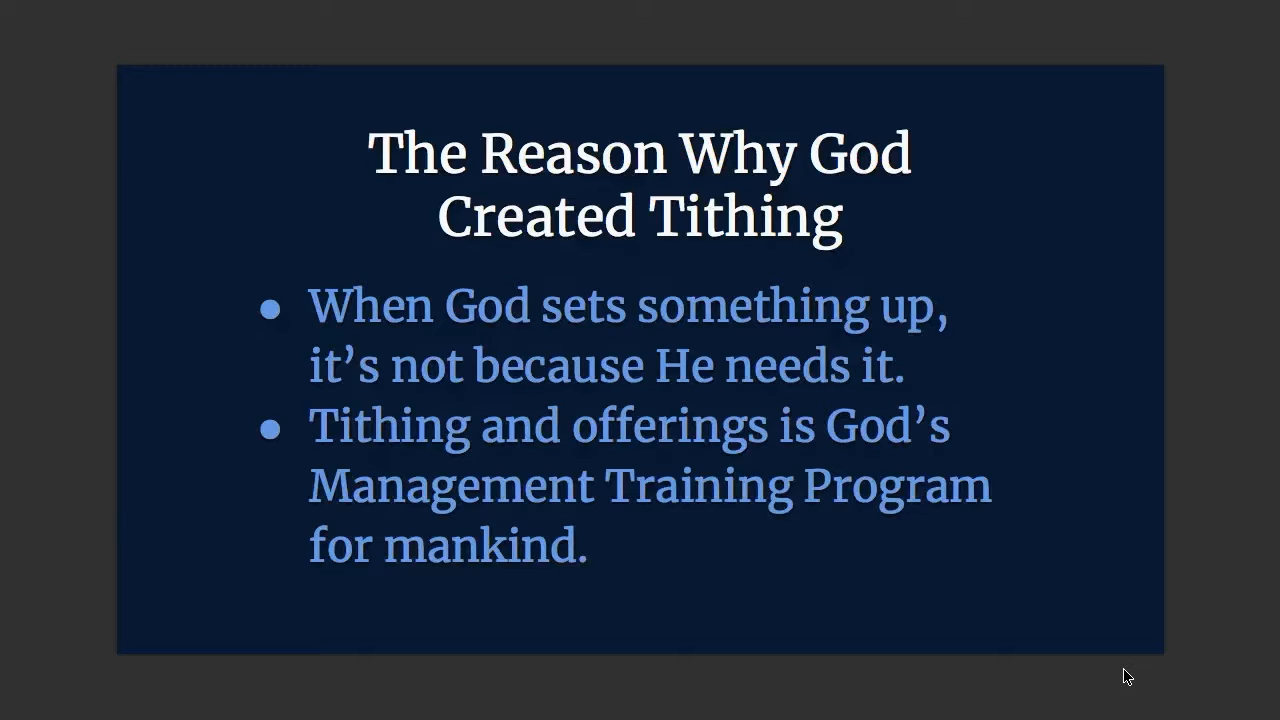 The Reason Why God
Created Tithing
● When God sets something up,
it’s not because He needs it.
● Tithing and offerings is God’s
Management Training Program
for mankind.